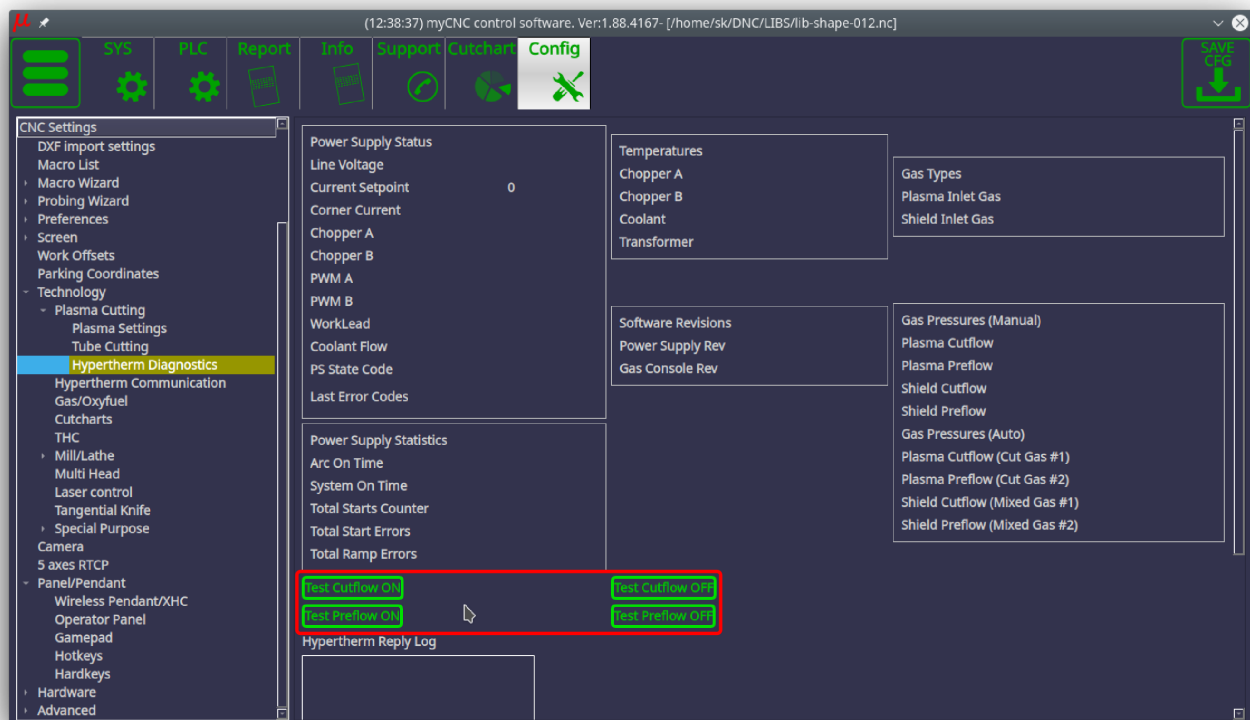 (12:38:37) myCNC control software. Ver:1.88.4167- [/home/sk/DNC/LIBS/lib-shape-012.nc]
SYS
PLC
Report
Info
Support
Cutchart
Config
SAVE
CFG
CNC Settings
DXF import settings
Macro List
Macro Wizard
Probing Wizard
Preferences
Screen
Work Offsets
Parking Coordinates
Technology
Plasma Cutting
Plasma Settings
Tube Cutting
Hypertherm Diagnostics
Hypertherm Communication
Gas/Oxyfuel
Cutcharts
THC
Mill/Lathe
Multi Head
Laser control
Tangential Knife
Special Purpose
Camera
5 axes RTCP
Panel/Pendant
Wireless Pendant/XHC
Operator Panel
Gamepad
Hotkeys
Hardkeys
Hardware
Advanced
Power Supply Status
Line Voltage
Current Setpoint 0
Corner Current
Chopper A
Chopper B
PWM A
PWM B
WorkLead
Coolant Flow
PS State Code
Last Error Codes
Power Supply Statistics
Arc On Time
System On Time
Total Starts Counter
Total Start Errors
Total Ramp Errors
Temperatures
Chopper A
Chopper B
Coolant
Transformer
Software Revisions
Power Supply Rev
Gas Console Rev
Gas Types
Plasma Inlet Gas
Shield Inlet Gas
Gas Pressures (Manual)
Plasma Cutflow
Plasma Preflow
Shield Cutflow
Shield Preflow
Gas Pressures (Auto)
Plasma Cutflow (Cut Gas #1)
Plasma Preflow (Cut Gas #2)
Shield Cutflow (Mixed Gas #1)
Shield Preflow (Mixed Gas #2)
Test Cutflow ON
Test Cutflow OFF
Test Preflow ON
Test Preflow OFF
Hypertherm Reply Log